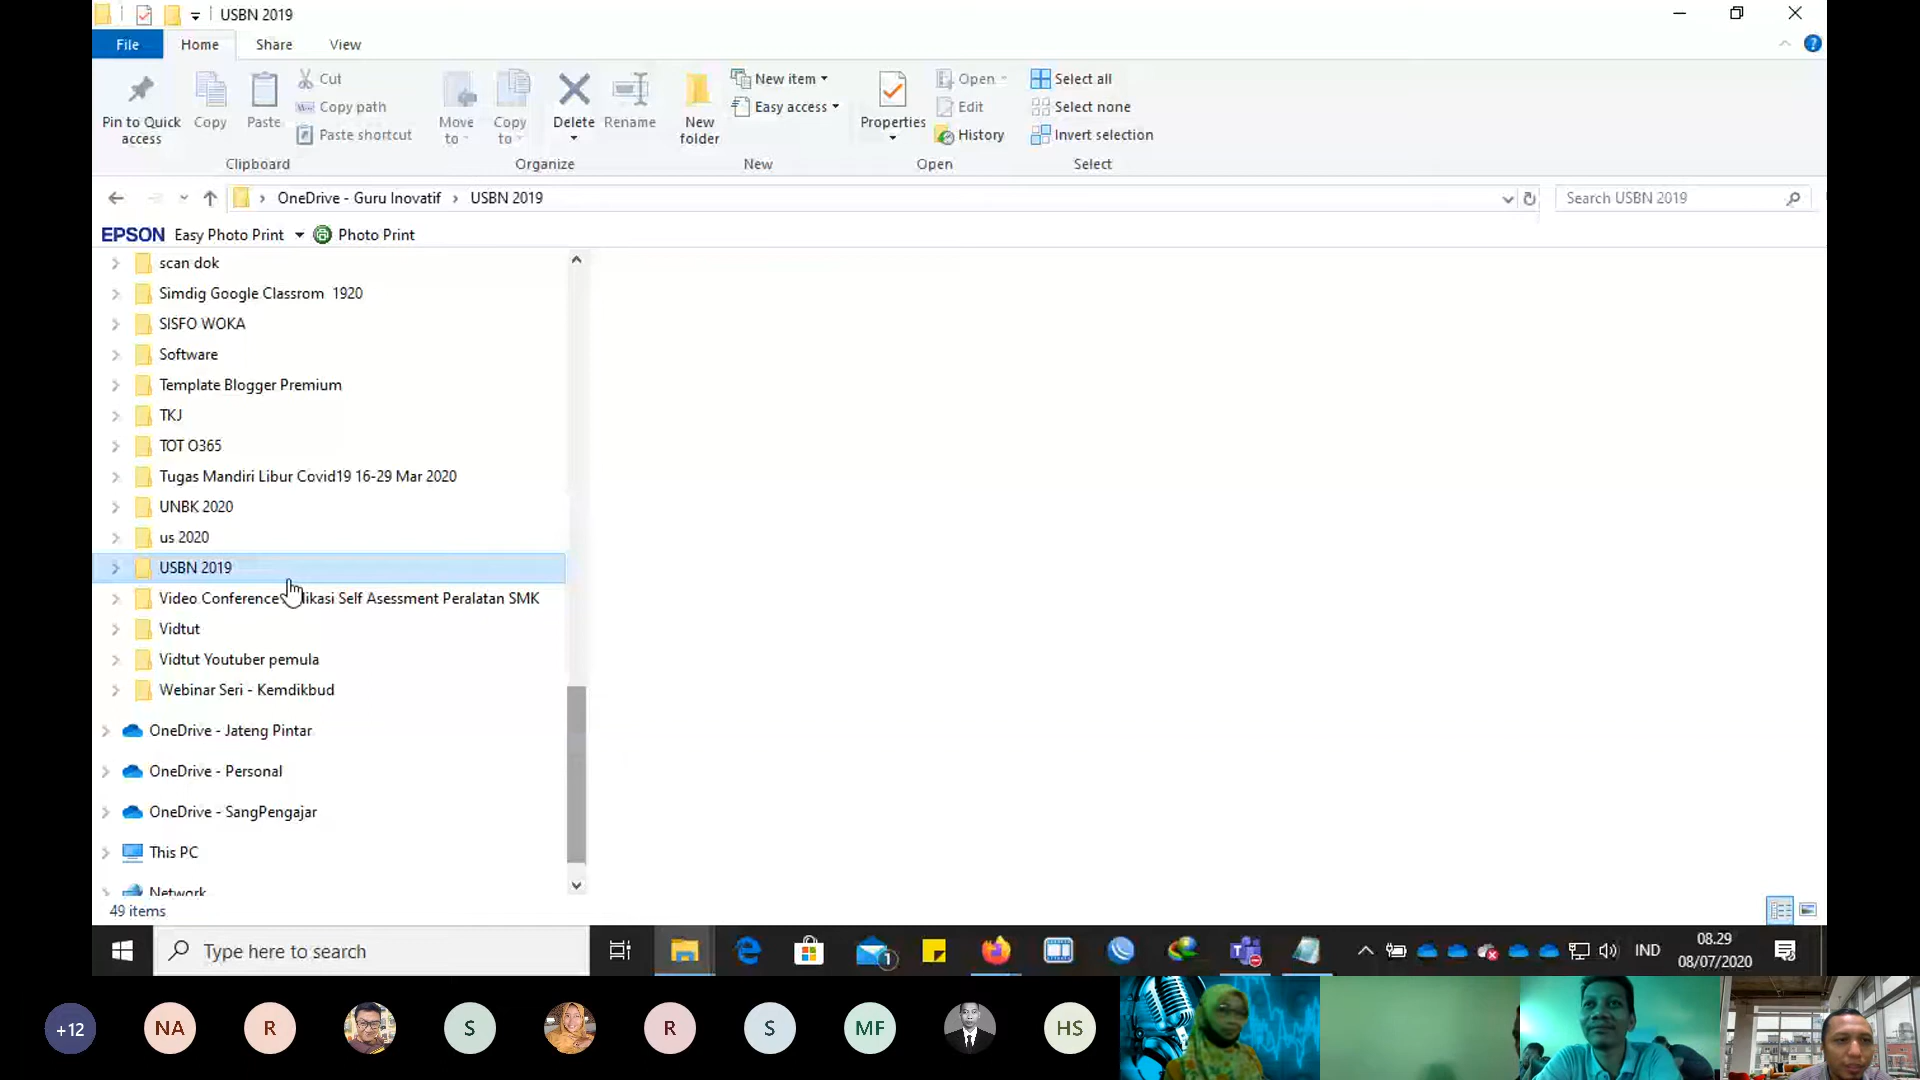 USBN 2019
File Home Share View
Pin to Quick access
Copy
Paste
Cut
Copy path
Paste shortcut
Clipboard
Move to
Copy to
Delete
Rename
Organize
New folder
New item
Easy access
New
Properties
Open
Edit
History
Open
Select all
Select none
Invert selection
Select
OneDrive - Guru Inovatif › USBN 2019
Search USBN 2019
EPSON Easy Photo Print Photo Print
scan dok
Simdig Google Classrom 1920
SISFO WOKA
Software
Template Blogger Premium
TKJ
TOT O365
Tugas Mandiri Libur Covid19 16-29 Mar 2020
UNBK 2020
us 2020
USBN 2019
Video Conference likasi Self Asessment Peralatan SMK
Vidtut
Vidtut Youtuber pemula
Webinar Seri - Kemdikbud
OneDrive - Jateng Pintar
OneDrive - Personal
OneDrive - SangPengajar
This PC
Network
49 items
Type here to search
1
IND
08.29
08/07/2020
+12 NA R S R S MF HS